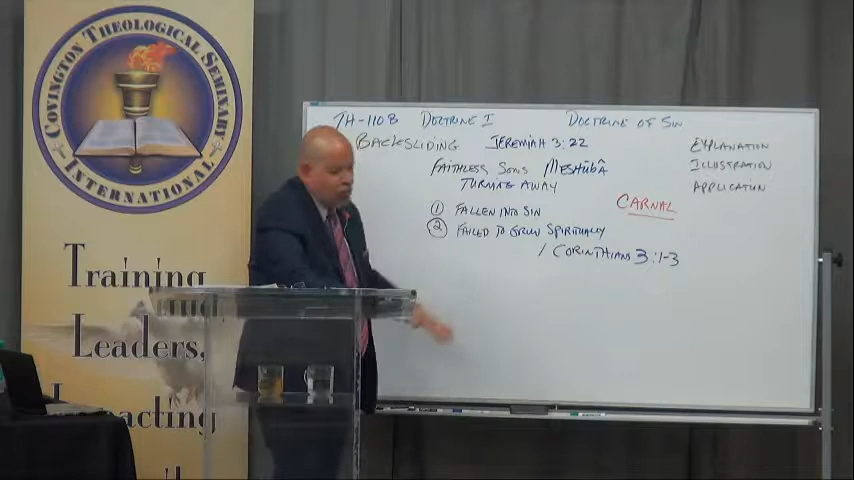 COVINGTON THEOLOGICAL SEMINARY
INTERNATIONAL
Training
Leaders,
TH-110B DOCTRINE I DOCTRINE OF SIN
BACKSLIDING JEREMIAH 3:22
FAITHLESS SONS MESHÛBÂ
TURNING AWAY
① FALLEN INTO SIN
② FAILED TO GROW SPIRITUALLY
1 CORINTHIANS 3:1-3
CARNAL
EXPLANATION
ILLUSTRATION
APPLICATION